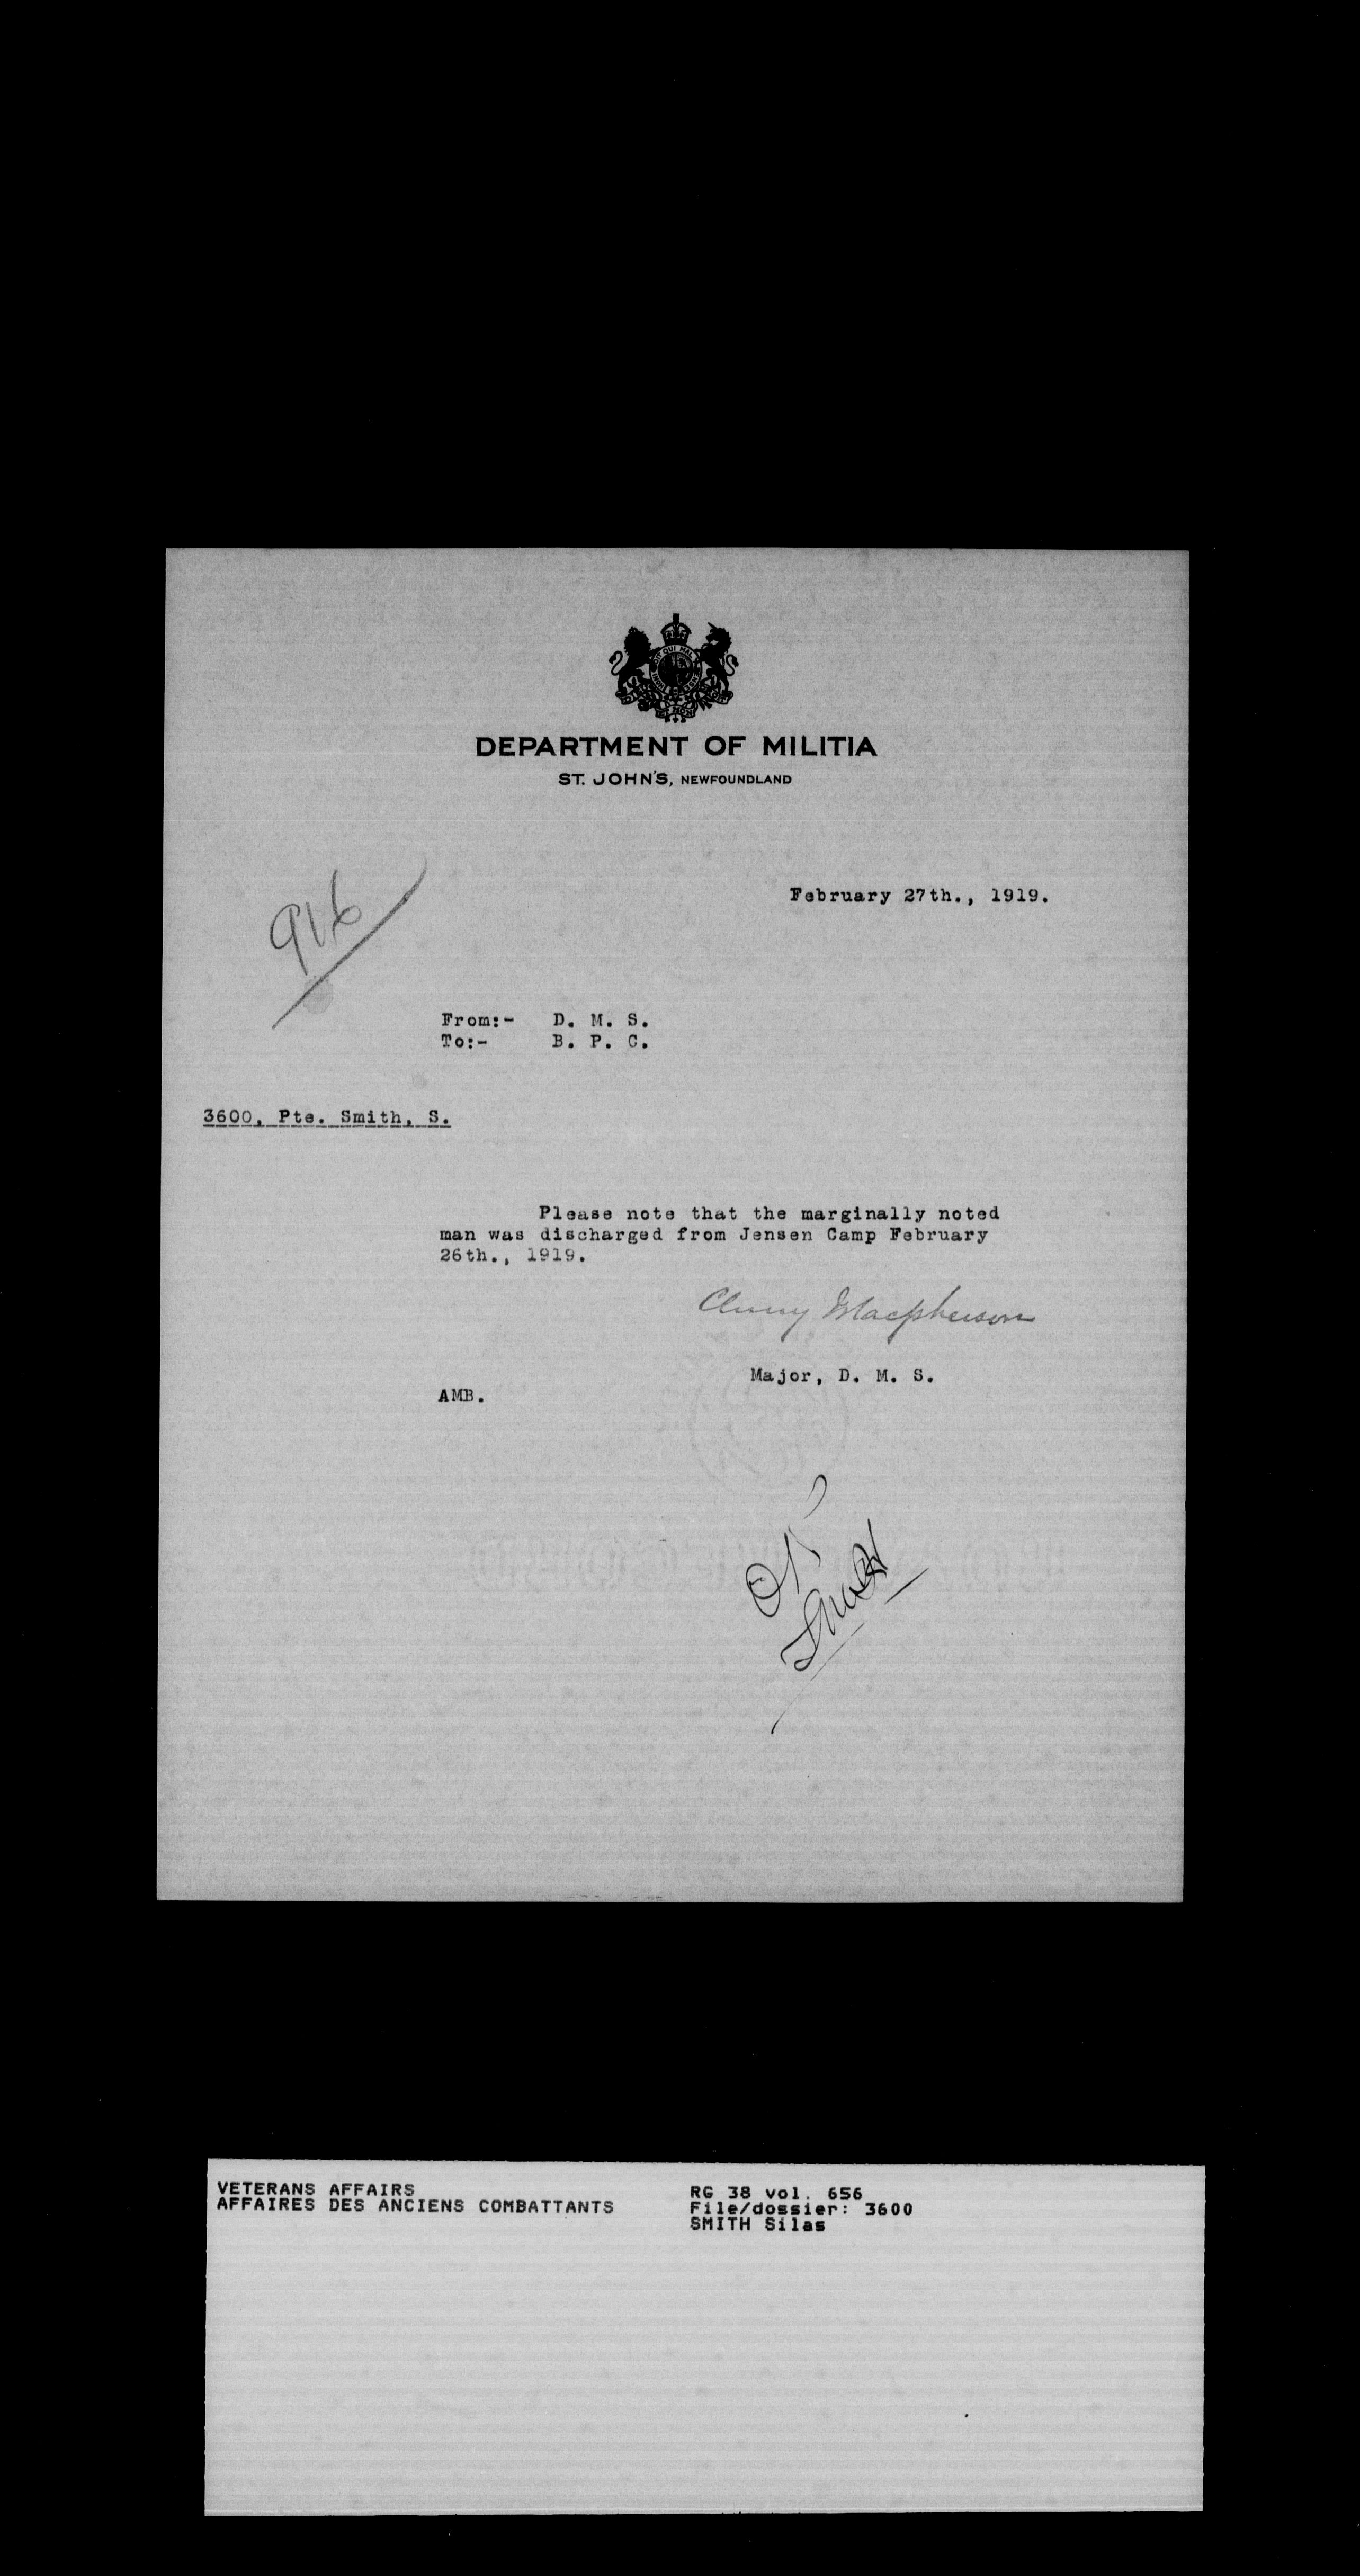 DEPARTMENT OF MILITIA
ST. JOHN'S, NEWFOUNDLAND
February 27th., 1919.
916
From:- D. M. S.
To:- B. P. C.
3600, Pte. Smith, S.
Please note that the marginally noted
man was discharged from Jensen Camp February
26th., 1919.
Cluny Macpherson
Major, D. M. S.
AMB.
VETERANS AFFAIRS
AFFAIRES DES ANCIENS COMBATTANTS
RG 38 vol. 656
File/dossier: 3600
SMITH Silas